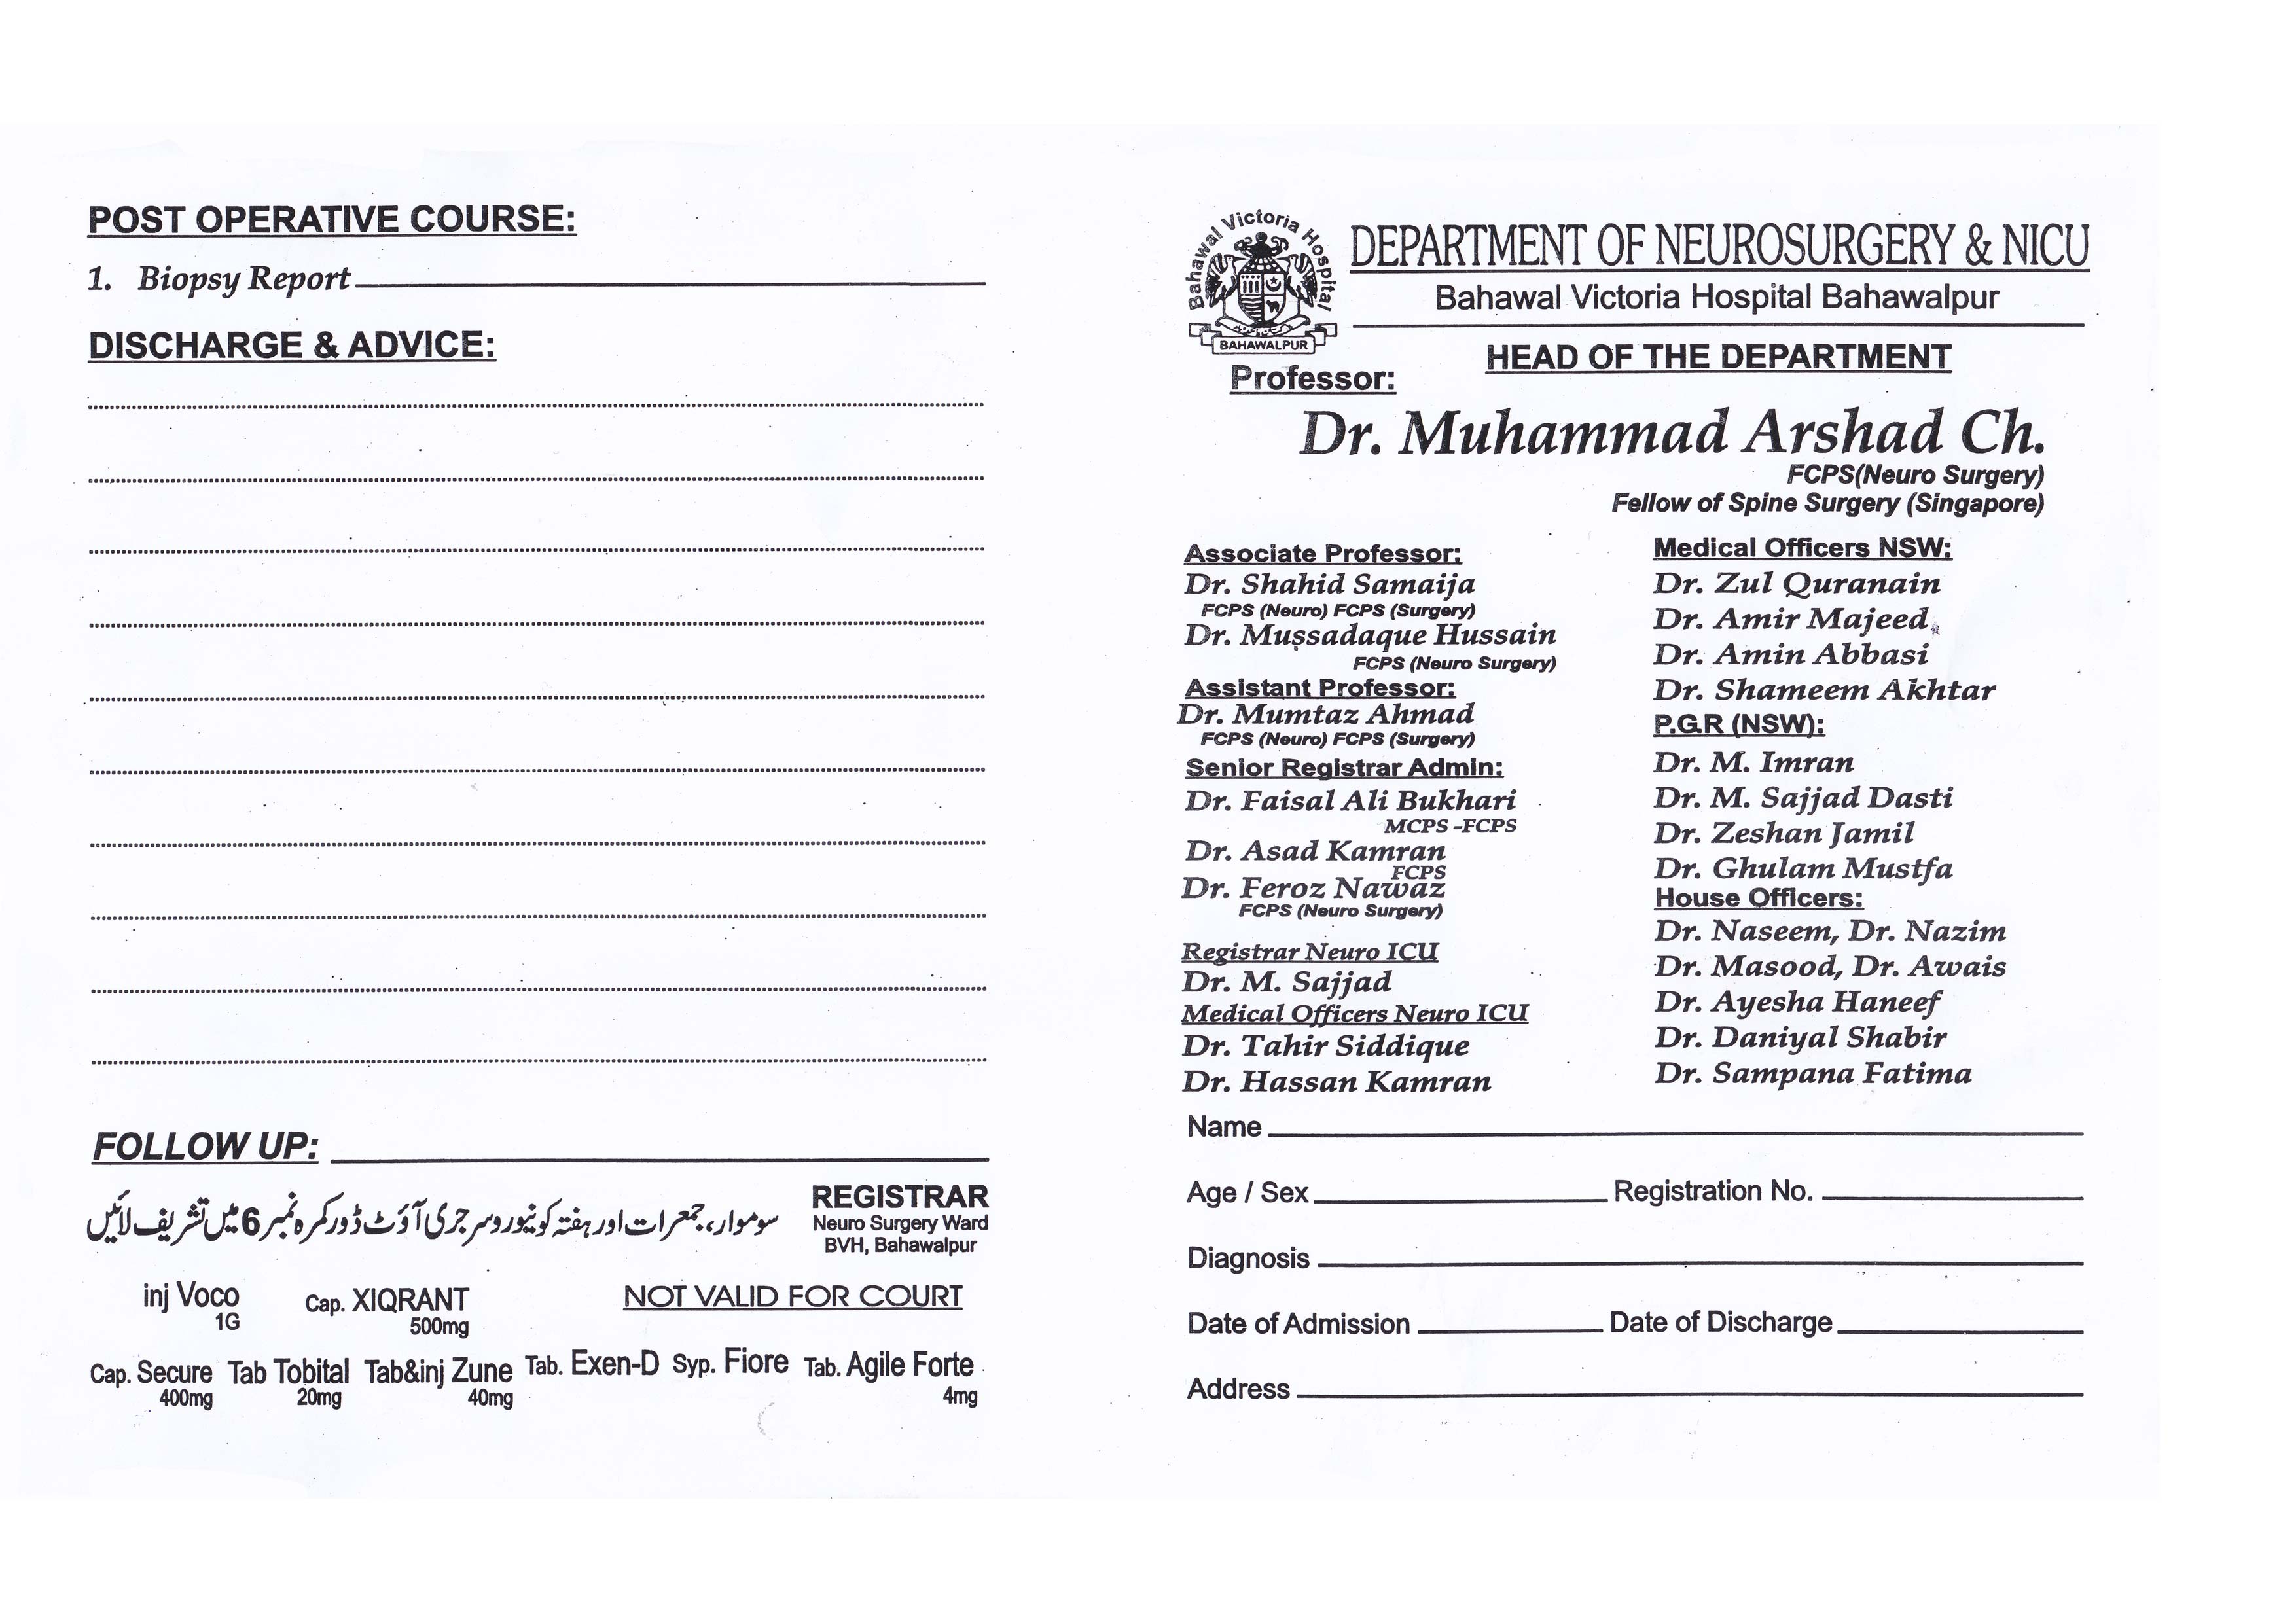 POST OPERATIVE COURSE:
1. Biopsy Report
DISCHARGE & ADVICE:
FOLLOW UP:
سوموار، جمعرات اور ہفتہ کو نیورو سرجری آؤٹ ڈور کمرہ نمبر 6 میں تشریف لائیں
REGISTRAR
Neuro Surgery Ward
BVH, Bahawalpur
inj Voco
1G
Cap. XIQRANT
500mg
NOT VALID FOR COURT
Cap. Secure
400mg
Tab Tobital
20mg
Tab&inj Zune
40mg
Tab. Exen-D
Syp. Fiore
Tab. Agile Forte
4mg
Bahawal Victoria Hospital
BAHAWALPUR
DEPARTMENT OF NEUROSURGERY & NICU
Bahawal Victoria Hospital Bahawalpur
HEAD OF THE DEPARTMENT
Professor:
Dr. Muhammad Arshad Ch.
FCPS(Neuro Surgery)
Fellow of Spine Surgery (Singapore)
Associate Professor:
Dr. Shahid Samaija
FCPS (Neuro) FCPS (Surgery)
Dr. Mussadaque Hussain
FCPS (Neuro Surgery)
Assistant Professor:
Dr. Mumtaz Ahmad
FCPS (Neuro) FCPS (Surgery)
Senior Registrar Admin:
Dr. Faisal Ali Bukhari
MCPS -FCPS
Dr. Asad Kamran
FCPS
Dr. Feroz Nawaz
FCPS (Neuro Surgery)
Registrar Neuro ICU
Dr. M. Sajjad
Medical Officers Neuro ICU
Dr. Tahir Siddique
Dr. Hassan Kamran
Medical Officers NSW:
Dr. Zul Quranain
Dr. Amir Majeed
Dr. Amin Abbasi
Dr. Shameem Akhtar
P.G.R (NSW):
Dr. M. Imran
Dr. M. Sajjad Dasti
Dr. Zeshan Jamil
Dr. Ghulam Mustfa
House Officers:
Dr. Naseem, Dr. Nazim
Dr. Masood, Dr. Awais
Dr. Ayesha Haneef
Dr. Daniyal Shabir
Dr. Sampana Fatima
Name
Age / Sex Registration No.
Diagnosis
Date of Admission Date of Discharge
Address